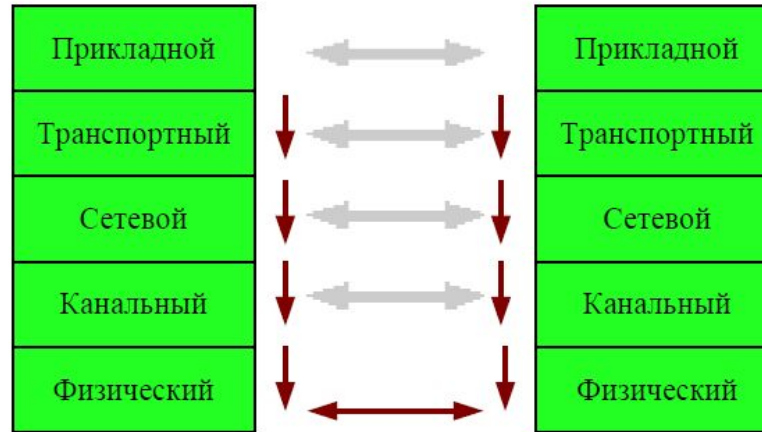 Прикладной
Прикладной
Транспортный
Транспортный
Сетевой
Сетевой
Канальный
Канальный
Физический
Физический